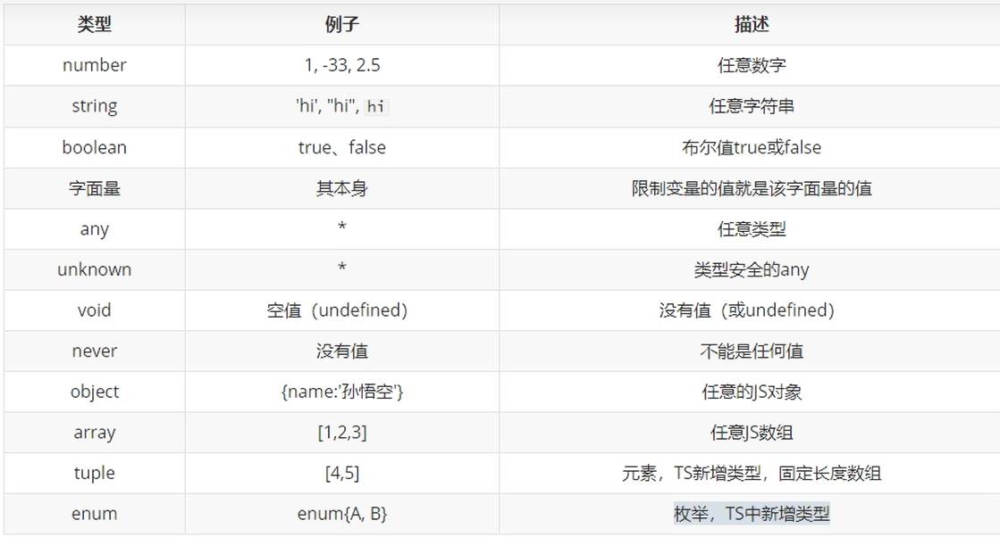 类型 例子 描述
number 1, -33, 2.5 任意数字
string 'hi', "hi", hi 任意字符串
boolean true、false 布尔值true或false
字面量 其本身 限制变量的值就是该字面量的值
any * 任意类型
unknown * 类型安全的any
void 空值（undefined） 没有值（或undefined）
never 没有值 不能是任何值
object {name:'孙悟空'} 任意的JS对象
array [1,2,3] 任意JS数组
tuple [4,5] 元素，TS新增类型，固定长度数组
enum enum{A, B} 枚举，TS中新增类型